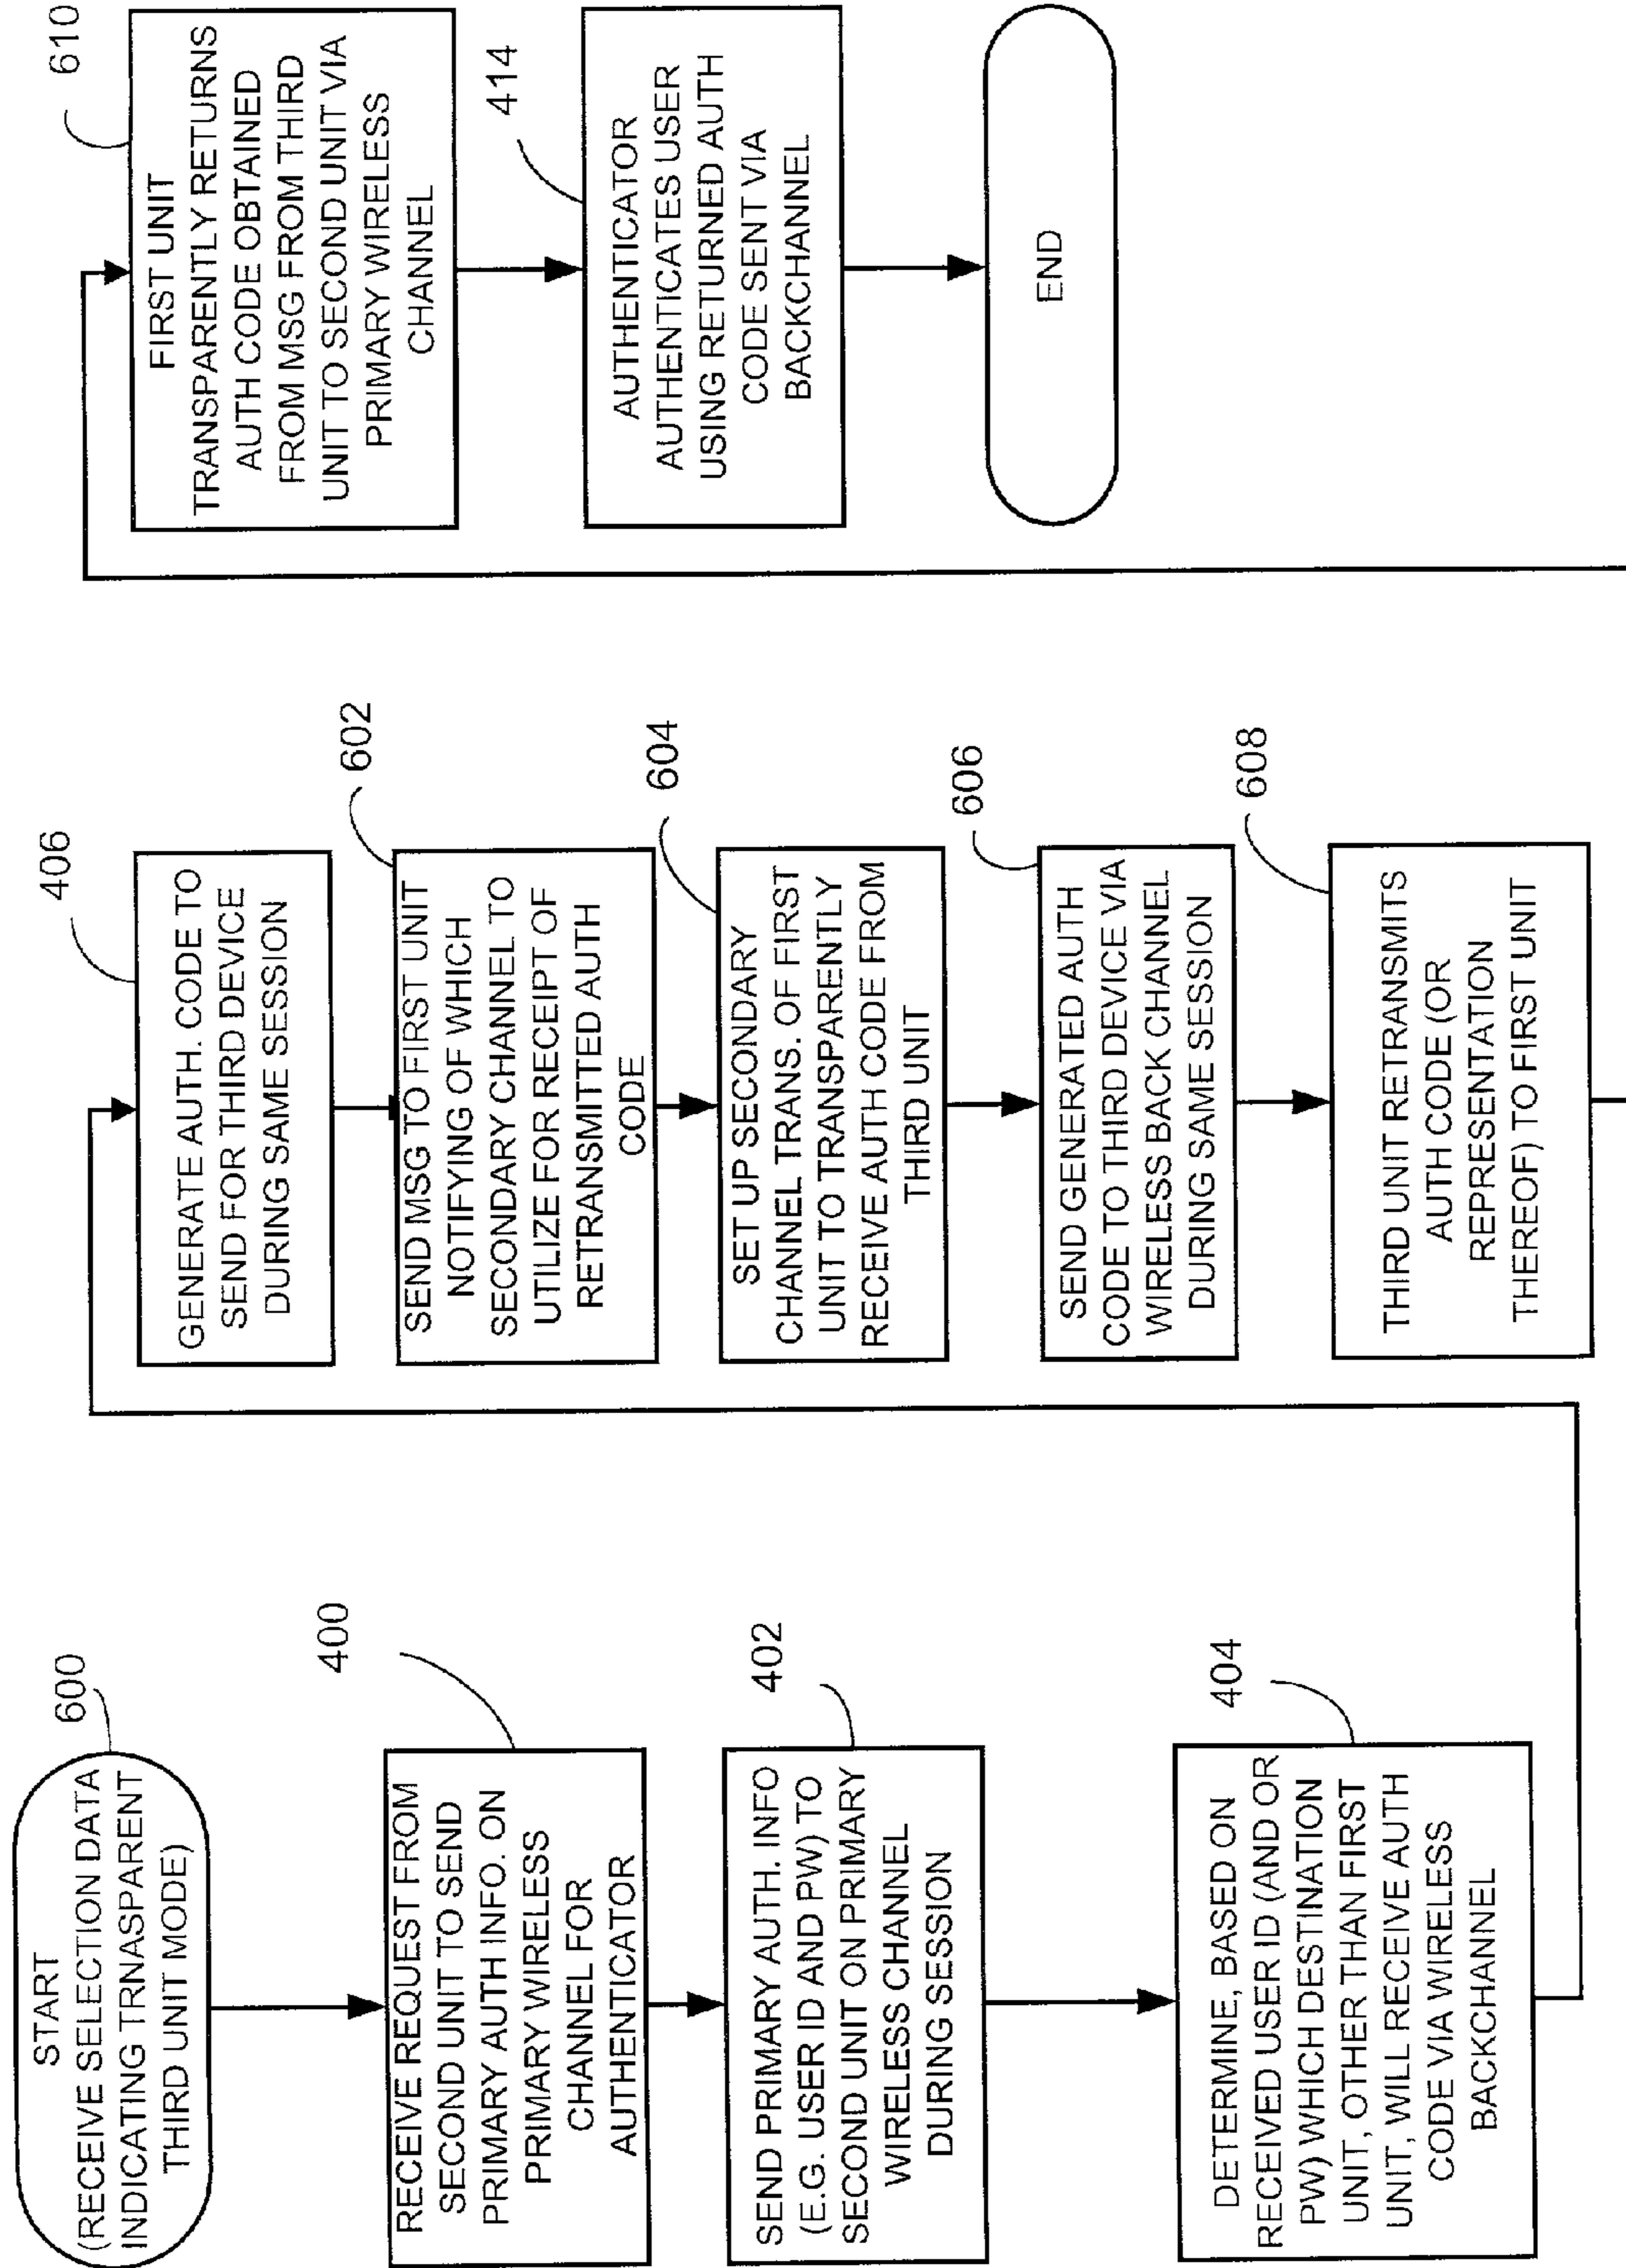 START
(RECEIVE SELECTION DATA
INDICATING TRNASPARENT
THIRD UNIT MODE)
600
RECEIVE REQUEST FROM
SECOND UNIT TO SEND
PRIMARY AUTH INFO. ON
PRIMARY WIRELESS
CHANNEL FOR
AUTHENTICATOR
400
SEND PRIMARY AUTH. INFO
(E.G. USER ID AND PW) TO
SECOND UNIT ON PRIMARY
WIRELESS CHANNEL
DURING SESSION
402
DETERMINE, BASED ON
RECEIVED USER ID (AND OR
PW) WHICH DESTINATION
UNIT, OTHER THAN FIRST
UNIT, WILL RECEIVE AUTH
CODE VIA WIRELESS
BACKCHANNEL
404
GENERATE AUTH. CODE TO
SEND FOR THIRD DEVICE
DURING SAME SESSION
406
SEND MSG TO FIRST UNIT
NOTIFYING OF WHICH
SECONDARY CHANNEL TO
UTILIZE FOR RECEIPT OF
RETRANSMITTED AUTH
CODE
602
SET UP SECONDARY
CHANNEL TRANS. OF FIRST
UNIT TO TRANSPARENTLY
RECEIVE AUTH CODE FROM
THIRD UNIT
604
SEND GENERATED AUTH
CODE TO THIRD DEVICE VIA
WIRELESS BACK CHANNEL
DURING SAME SESSION
606
THIRD UNIT RETRANSMITS
AUTH CODE (OR
REPRESENTATION
THEREOF) TO FIRST UNIT
608
FIRST UNIT
TRANSPARENTLY RETURNS
AUTH CODE OBTAINED
FROM MSG FROM THIRD
UNIT TO SECOND UNIT VIA
PRIMARY WIRELESS
CHANNEL
610
AUTHENTICATOR
AUTHENTICATES USER
USING RETURNED AUTH
CODE SENT VIA
BACKCHANNEL
414
END